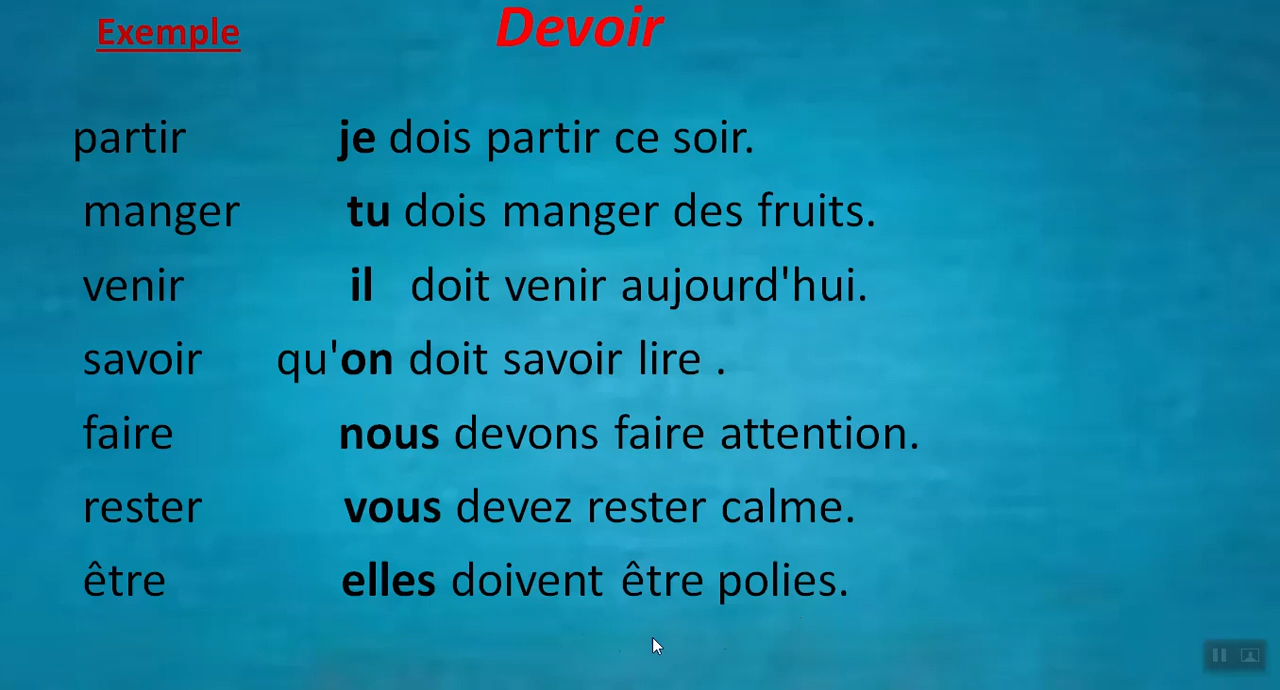 Exemple Devoir
partir je dois partir ce soir.
manger tu dois manger des fruits.
venir il doit venir aujourd'hui.
savoir qu'on doit savoir lire .
faire nous devons faire attention.
rester vous devez rester calme.
être elles doivent être polies.